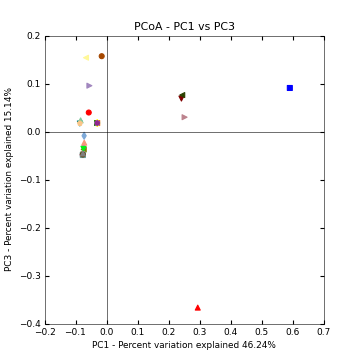 PCoA - PC1 vs PC3
0.2
0.1
0.0
−0.1
−0.2
−0.3
−0.4
−0.2 −0.1 0.0 0.1 0.2 0.3 0.4 0.5 0.6 0.7
PC3 - Percent variation explained 15.14%
PC1 - Percent variation explained 46.24%